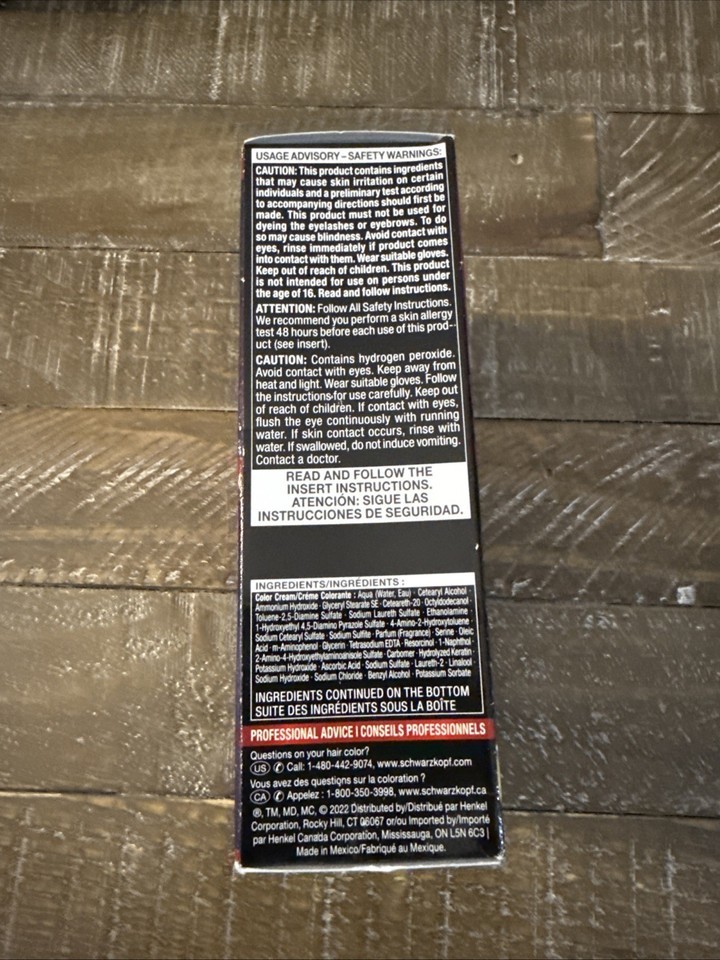 USAGE ADVISORY – SAFETY WARNINGS:
CAUTION: This product contains ingredients
that may cause skin irritation on certain
individuals and a preliminary test according
to accompanying directions should first be
made. This product must not be used for
dyeing the eyelashes or eyebrows. To do
so may cause blindness. Avoid contact with
eyes, rinse immediately if product comes
into contact with them. Wear suitable gloves.
Keep out of reach of children. This product
is not intended for use on persons under
the age of 16. Read and follow instructions.
ATTENTION: Follow All Safety Instructions.
We recommend you perform a skin allergy
test 48 hours before each use of this prod-
uct (see insert).
CAUTION: Contains hydrogen peroxide.
Avoid contact with eyes. Keep away from
heat and light. Wear suitable gloves. Follow
the instructions for use carefully. Keep out
of reach of children. If contact with eyes,
flush the eye continuously with running
water. If skin contact occurs, rinse with
water. If swallowed, do not induce vomiting.
Contact a doctor.
READ AND FOLLOW THE
INSERT INSTRUCTIONS.
ATENCIÓN: SIGUE LAS
INSTRUCCIONES DE SEGURIDAD.
INGREDIENTS/INGRÉDIENTS :
Color Cream/Crème Colorante : Aqua (Water, Eau) · Cetearyl Alcohol ·
Ammonium Hydroxide · Glyceryl Stearate SE · Ceteareth-20 · Octyldodecanol ·
Toluene-2,5-Diamine Sulfate · Sodium Laureth Sulfate · Ethanolamine ·
1-Hydroxyethyl 4,5-Diamino Pyrazole Sulfate · 4-Amino-2-Hydroxytoluene ·
Sodium Cetearyl Sulfate · Sodium Sulfite · Parfum (Fragrance) · Serine · Oleic
Acid · m-Aminophenol · Glycerin · Tetrasodium EDTA · Resorcinol · 1-Naphthol ·
2-Amino-4-Hydroxyethylaminoanisole Sulfate · Carbomer · Hydrolyzed Keratin ·
Potassium Hydroxide · Ascorbic Acid · Sodium Sulfate · Laureth-2 · Linalool ·
Sodium Hydroxide · Sodium Chloride · Benzyl Alcohol · Potassium Sorbate
INGREDIENTS CONTINUED ON THE BOTTOM
SUITE DES INGRÉDIENTS SOUS LA BOÎTE
PROFESSIONAL ADVICE I CONSEILS PROFESSIONNELS
Questions on your hair color?
US Call: 1-480-442-9074, www.schwarzkopf.com
Vous avez des questions sur la coloration ?
CA Appelez : 1-800-350-3998, www.schwarzkopf.ca
®, TM, MD, MC, © 2022 Distributed by/Distribué par Henkel
Corporation, Rocky Hill, CT 06067 or/ou Imported by/Importé
par Henkel Canada Corporation, Mississauga, ON L5N 6C3 |
Made in Mexico/Fabriqué au Mexique.